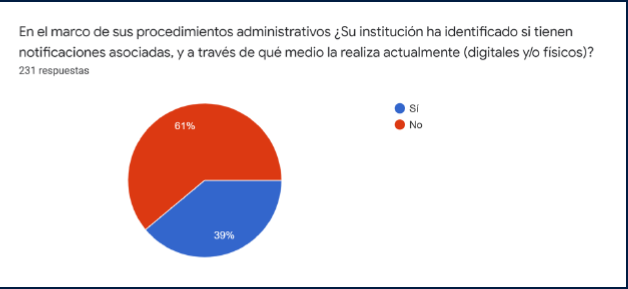 En el marco de sus procedimientos administrativos ¿Su institución ha identificado si tienen
notificaciones asociadas, y a través de qué medio la realiza actualmente (digitales y/o físicos)?
231 respuestas
Sí
No
61%
39%